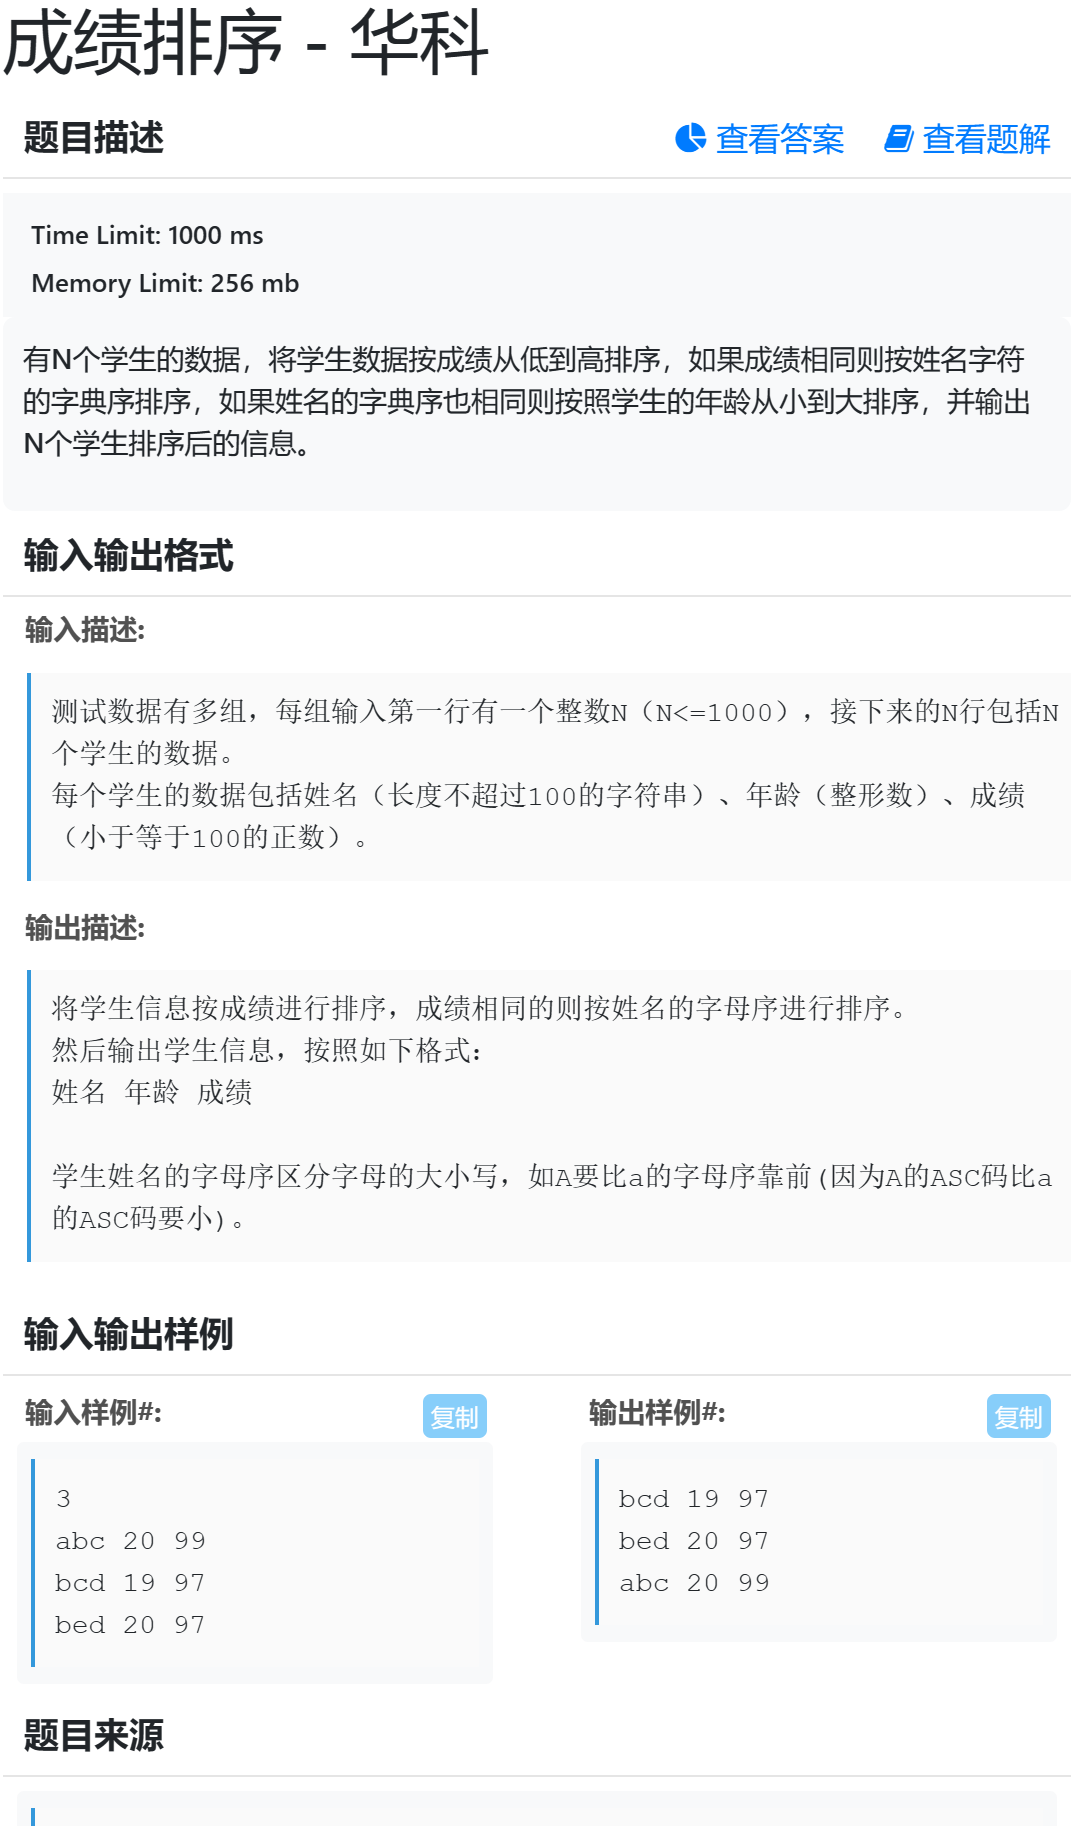 成绩排序 - 华科
题目描述
查看答案 查看题解
Time Limit: 1000 ms
Memory Limit: 256 mb
有N个学生的数据，将学生数据按成绩从低到高排序，如果成绩相同则按姓名字符
的字典序排序，如果姓名的字典序也相同则按照学生的年龄从小到大排序，并输出
N个学生排序后的信息。
输入输出格式
输入描述:
测试数据有多组，每组输入第一行有一个整数N（N<=1000），接下来的N行包括N
个学生的数据。
每个学生的数据包括姓名（长度不超过100的字符串）、年龄（整形数）、成绩
（小于等于100的正数）。
输出描述:
将学生信息按成绩进行排序，成绩相同的则按姓名的字母序进行排序。
然后输出学生信息，按照如下格式：
姓名 年龄 成绩
学生姓名的字母序区分字母的大小写，如A要比a的字母序靠前(因为A的ASC码比a
的ASC码要小)。
输入输出样例
输入样例#:
复制
3
abc 20 99
bcd 19 97
bed 20 97
输出样例#:
复制
bcd 19 97
bed 20 97
abc 20 99
题目来源